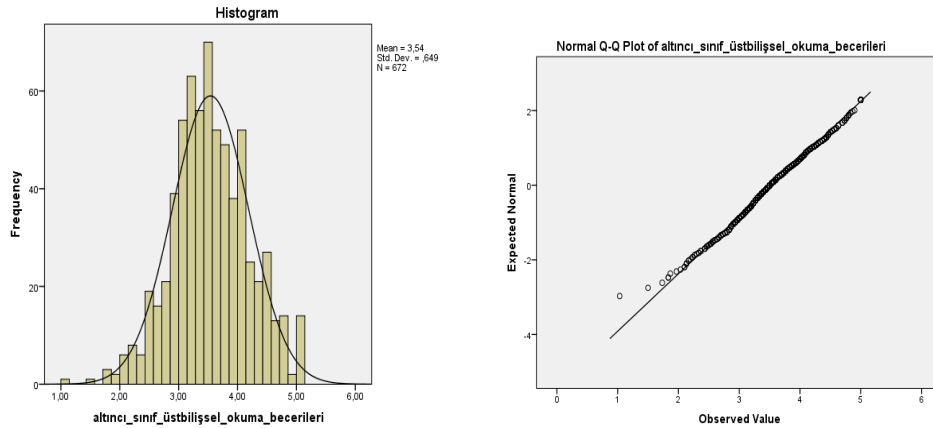 Histogram
Mean = 3,54
Std. Dev. = ,649
N = 672
Frequency
60
40
20
0
1,00 2,00 3,00 4,00 5,00 6,00
altıncı_sınıf_üstbilişsel_okuma_becerileri
Normal Q-Q Plot of altıncı_sınıf_üstbilişsel_okuma_becerileri
Expected Normal
2
0
-2
-4
0 1 2 3 4 5 6
Observed Value